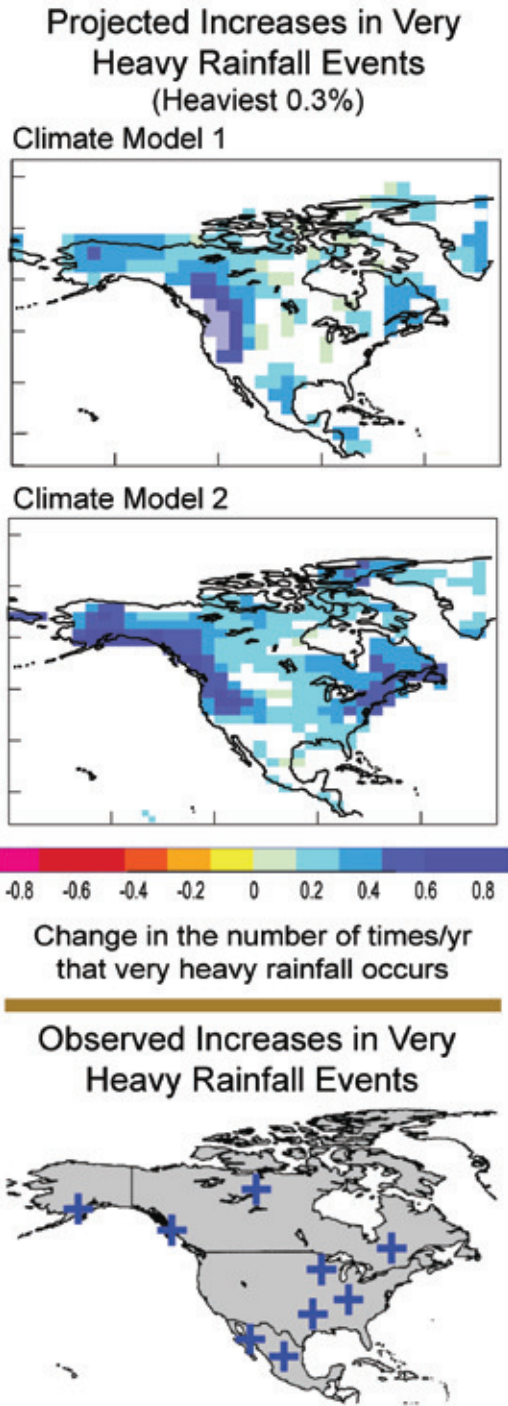 Projected Increases in Very
Heavy Rainfall Events
(Heaviest 0.3%)
Climate Model 1
Climate Model 2
-0.8 -0.6 -0.4 -0.2 0 0.2 0.4 0.6 0.8
Change in the number of times/yr
that very heavy rainfall occurs
Observed Increases in Very
Heavy Rainfall Events